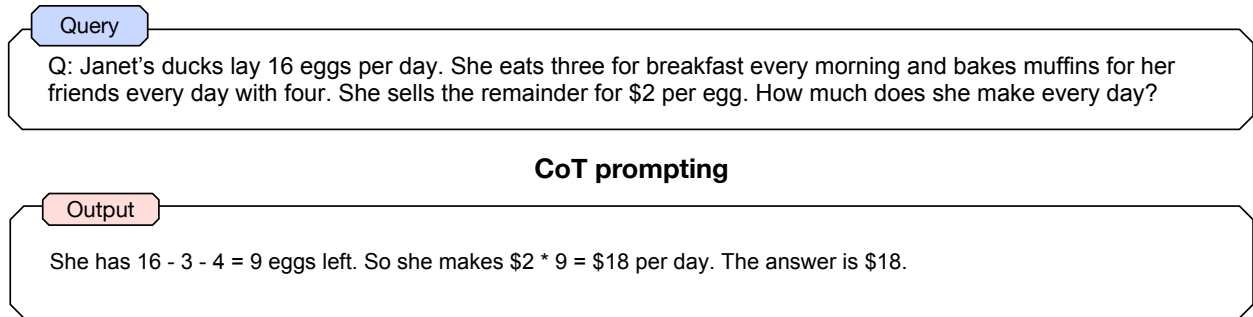 Query
Q: Janet’s ducks lay 16 eggs per day. She eats three for breakfast every morning and bakes muffins for her
friends every day with four. She sells the remainder for $2 per egg. How much does she make every day?
CoT prompting
Output
She has 16 - 3 - 4 = 9 eggs left. So she makes $2 * 9 = $18 per day. The answer is $18.